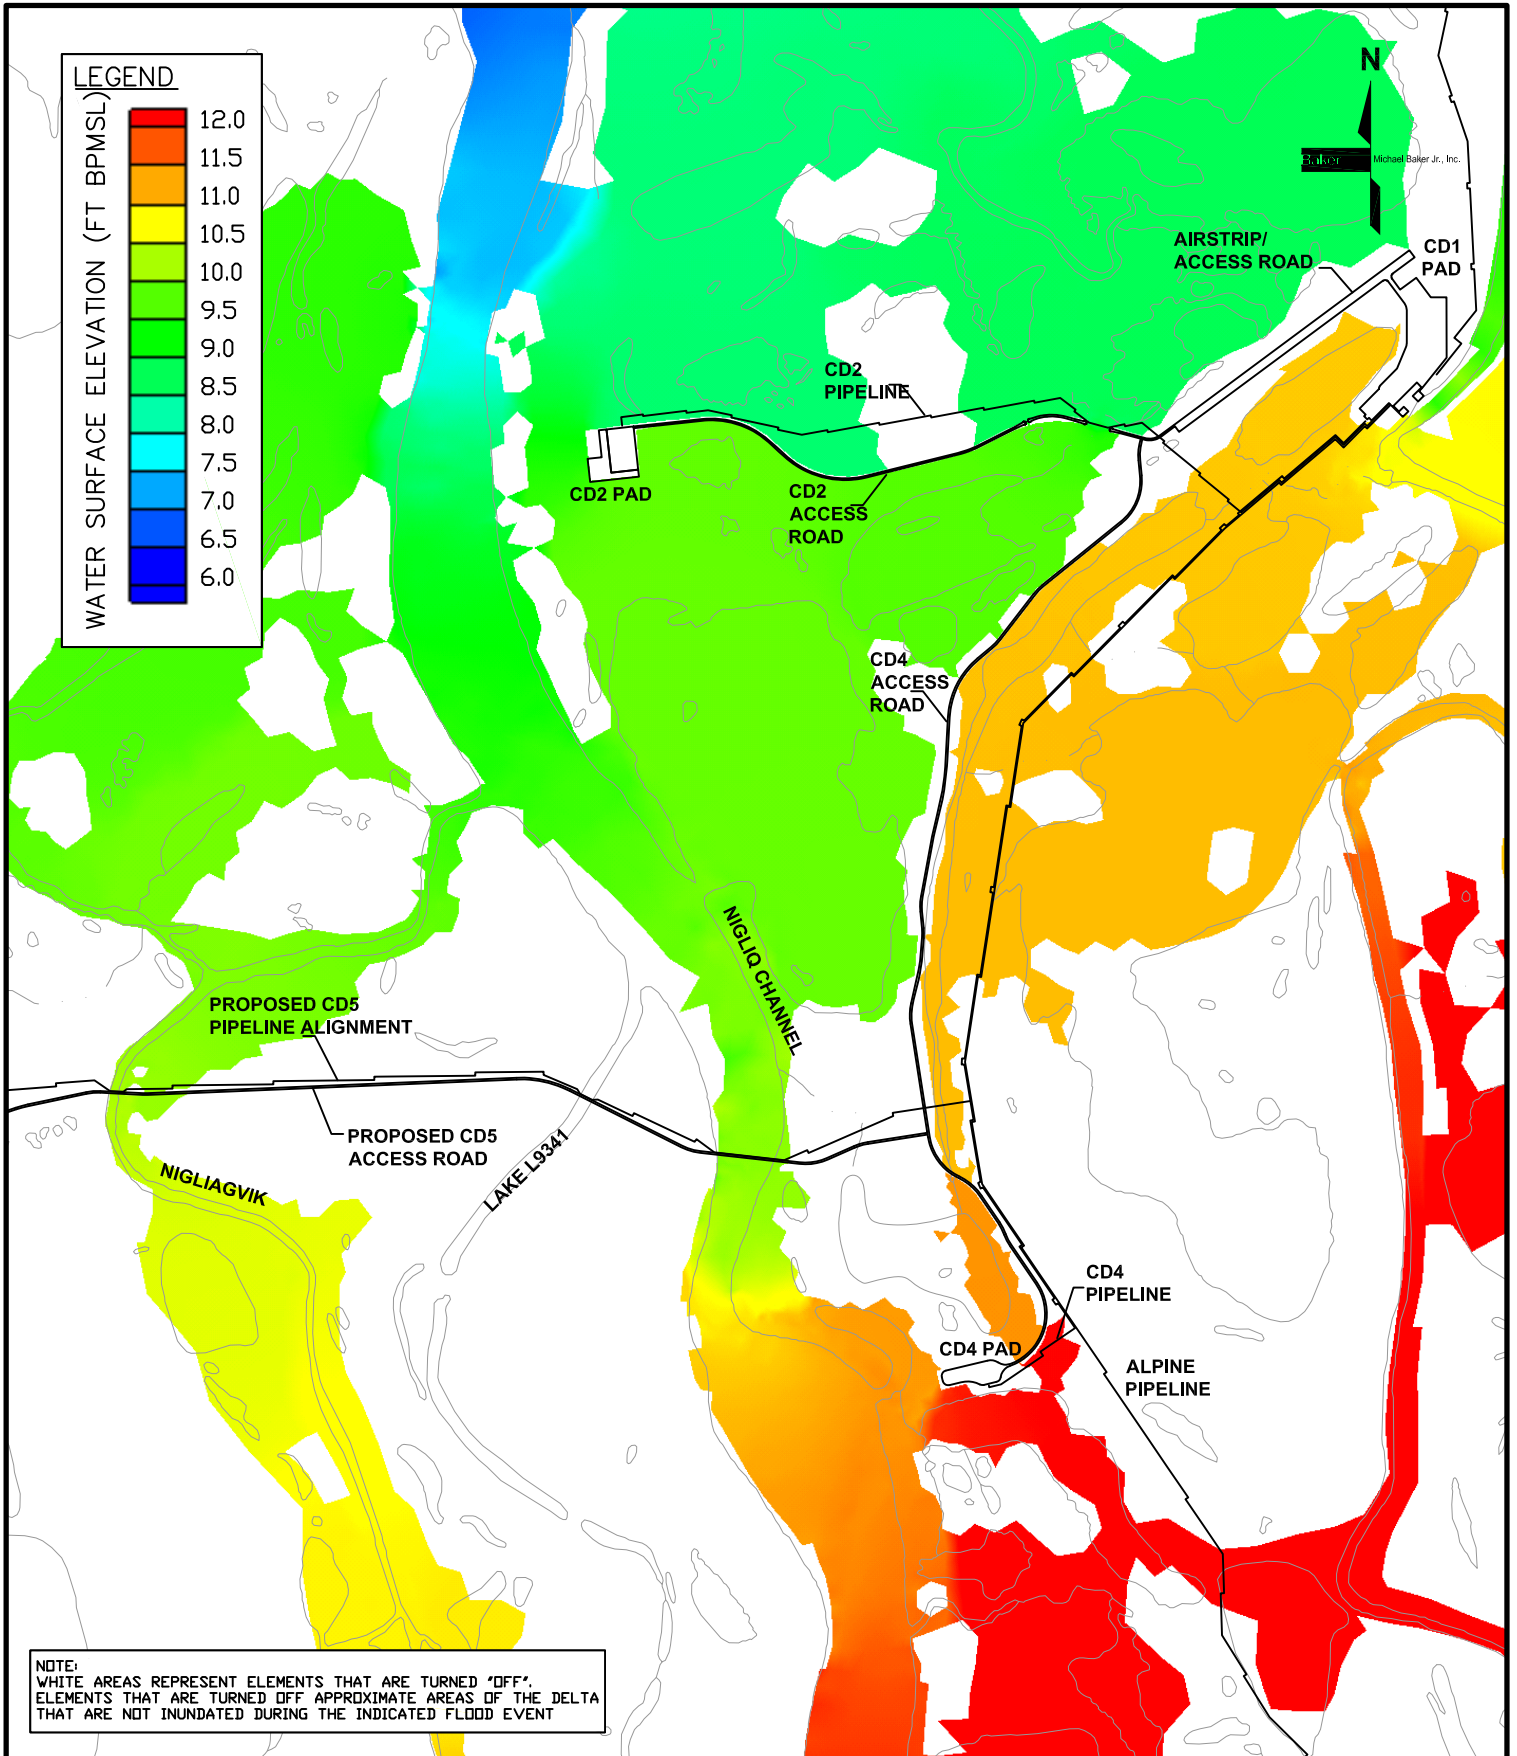 LEGEND
WATER SURFACE ELEVATION (FT BPMSL)
12.0
11.5
11.0
10.5
10.0
9.5
9.0
8.5
8.0
7.5
7.0
6.5
6.0
N
Baker
Michael Baker Jr., Inc.
AIRSTRIP/
ACCESS ROAD
CD1
PAD
CD2
PIPELINE
CD2 PAD
CD2
ACCESS
ROAD
CD4
ACCESS
ROAD
NIGLIQ CHANNEL
PROPOSED CD5
PIPELINE ALIGNMENT
PROPOSED CD5
ACCESS ROAD
LAKE L9341
NIGLIAGVIK
CD4
PIPELINE
CD4 PAD
ALPINE
PIPELINE
NOTE:
WHITE AREAS REPRESENT ELEMENTS THAT ARE TURNED "OFF".
ELEMENTS THAT ARE TURNED OFF APPROXIMATE AREAS OF THE DELTA
THAT ARE NOT INUNDATED DURING THE INDICATED FLOOD EVENT